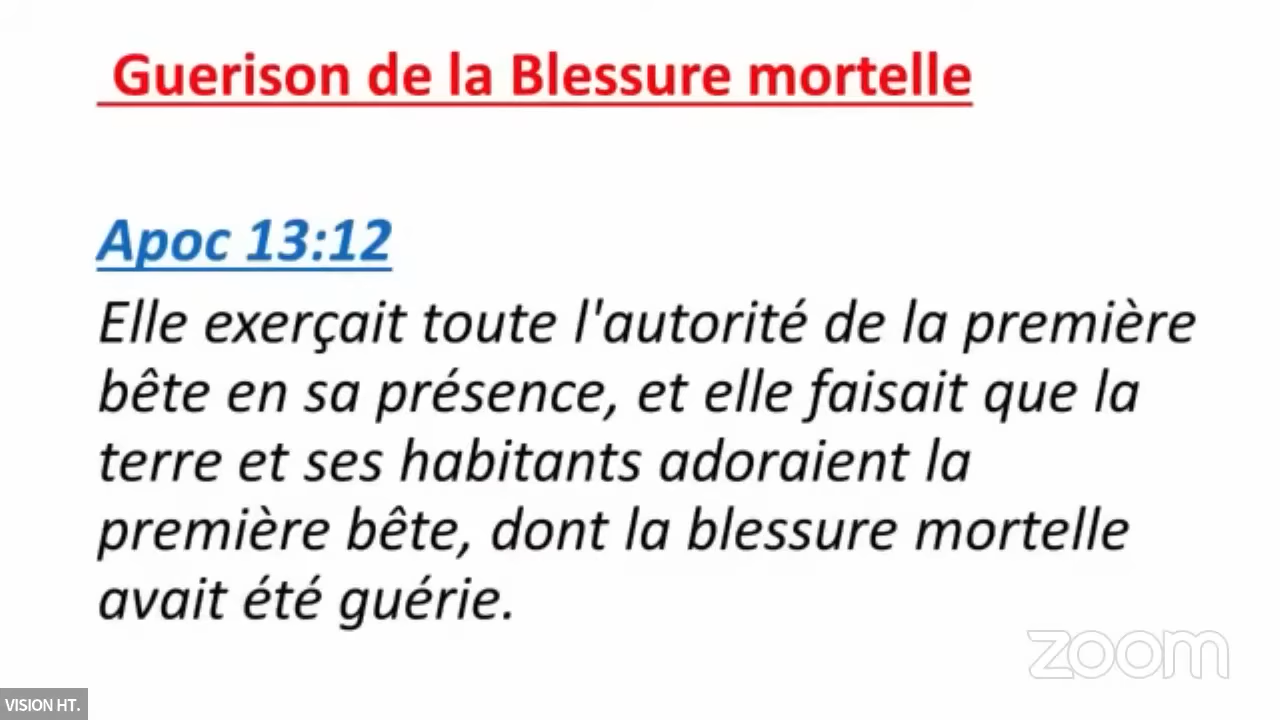 Guerison de la Blessure mortelle
Apoc 13:12
Elle exerçait toute l'autorité de la première
bête en sa présence, et elle faisait que la
terre et ses habitants adoraient la
première bête, dont la blessure mortelle
avait été guérie.
zoom
VISION HT.